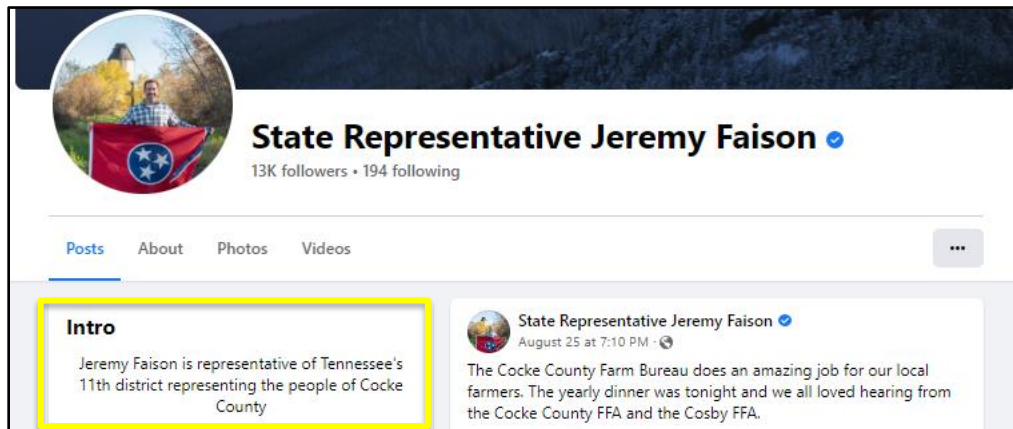 State Representative Jeremy Faison
13K followers • 194 following
Posts About Photos Videos
Intro
Jeremy Faison is representative of Tennessee's
11th district representing the people of Cocke
County
State Representative Jeremy Faison
August 25 at 7:10 PM ·
The Cocke County Farm Bureau does an amazing job for our local
farmers. The yearly dinner was tonight and we all loved hearing from
the Cocke County FFA and the Cosby FFA.